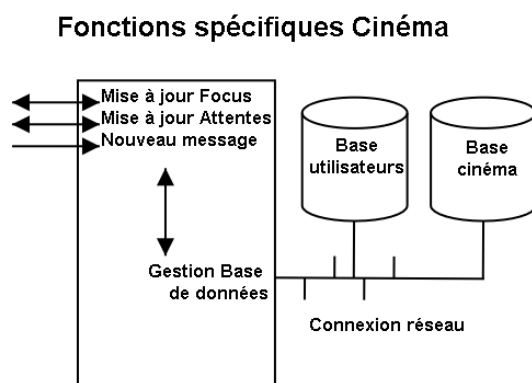 Fonctions spécifiques Cinéma
Mise à jour Focus
Mise à jour Attentes
Nouveau message
Base
utilisateurs
Base
cinéma
Gestion Base
de données
Connexion réseau